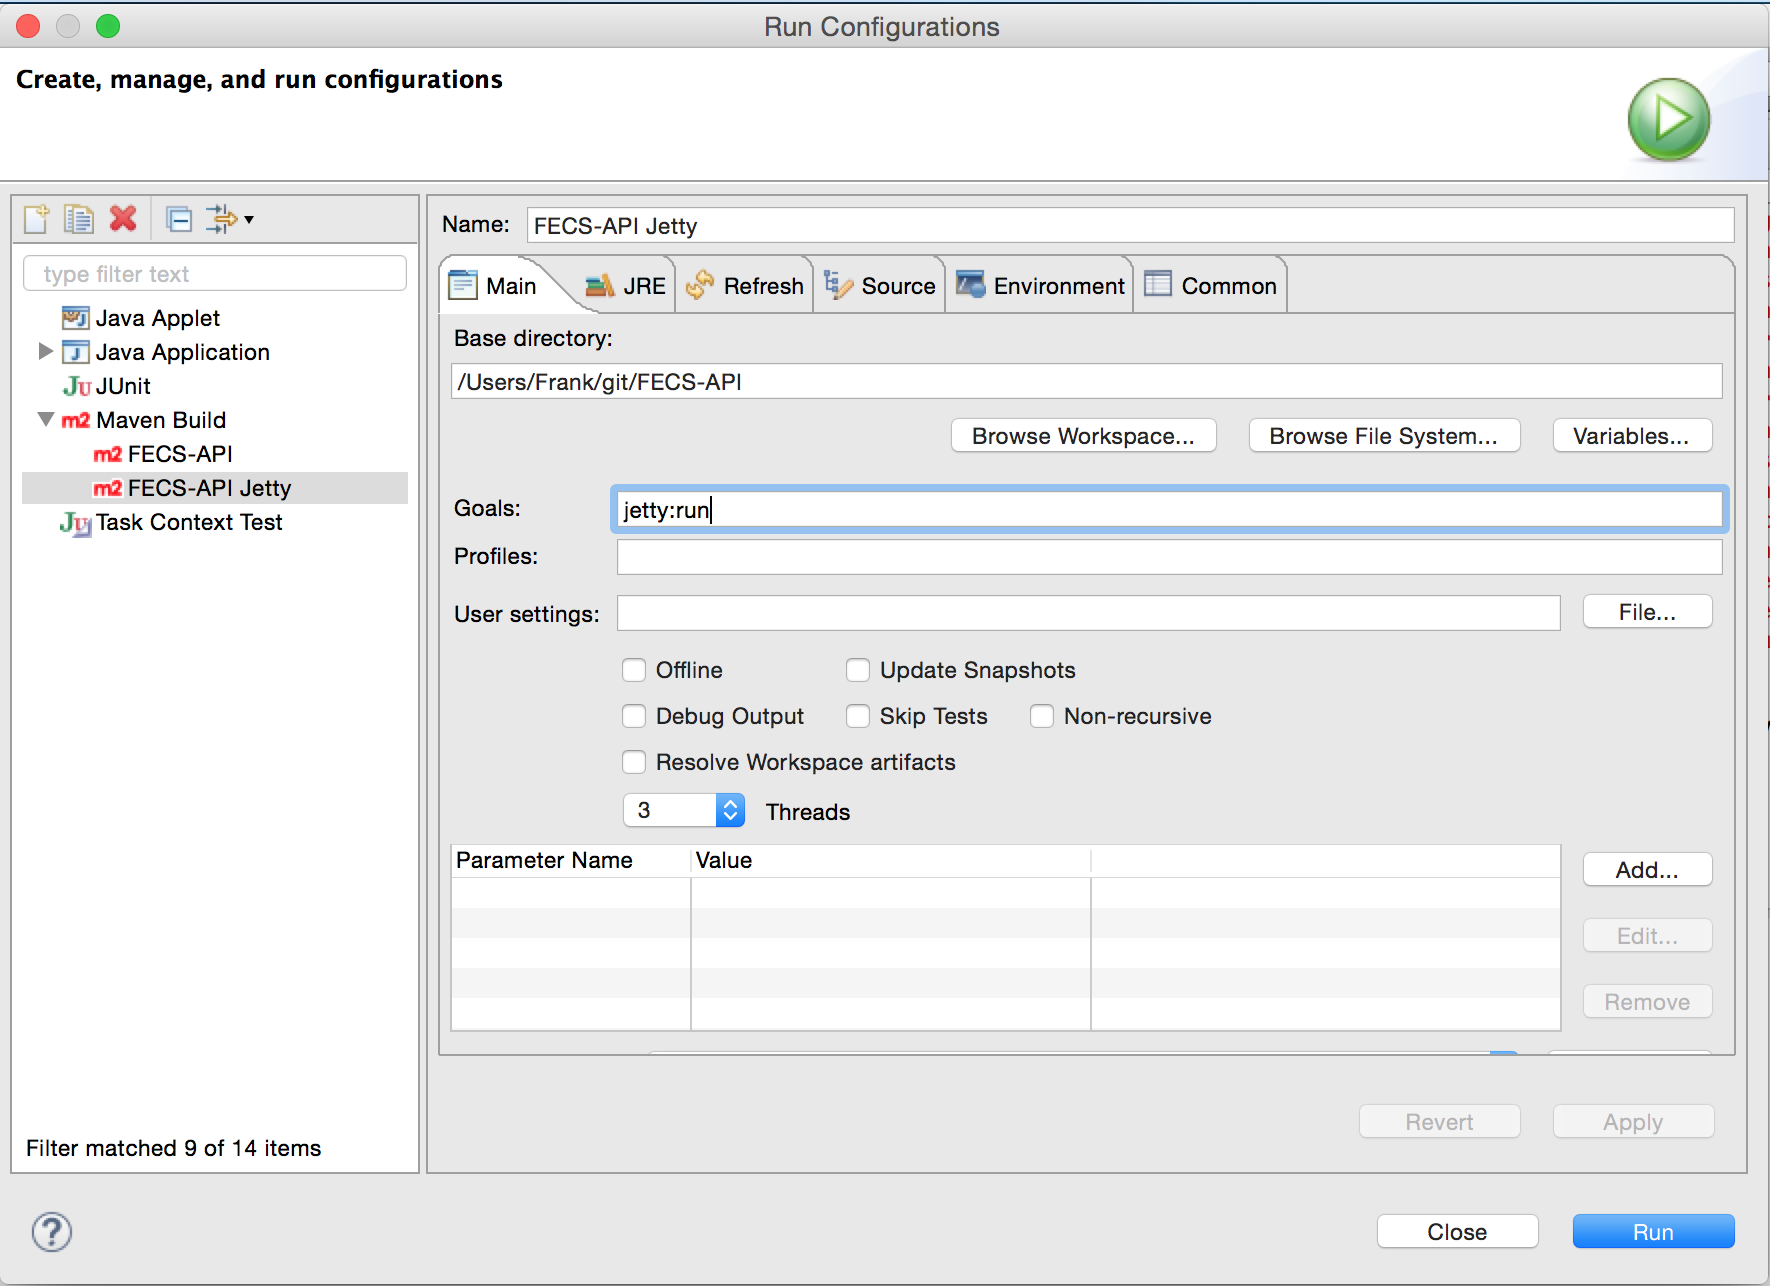 Run Configurations
Create, manage, and run configurations
type filter text
Java Applet
Java Application
JUnit
Maven Build
FECS-API
FECS-API Jetty
Task Context Test
Filter matched 9 of 14 items
Name: FECS-API Jetty
Main JRE Refresh Source Environment Common
Base directory:
/Users/Frank/git/FECS-API
Browse Workspace... Browse File System... Variables...
Goals: jetty:run
Profiles:
User settings: File...
Offline Update Snapshots
Debug Output Skip Tests Non-recursive
Resolve Workspace artifacts
3 Threads
Parameter Name Value
Add...
Edit...
Remove
Revert Apply
Close Run